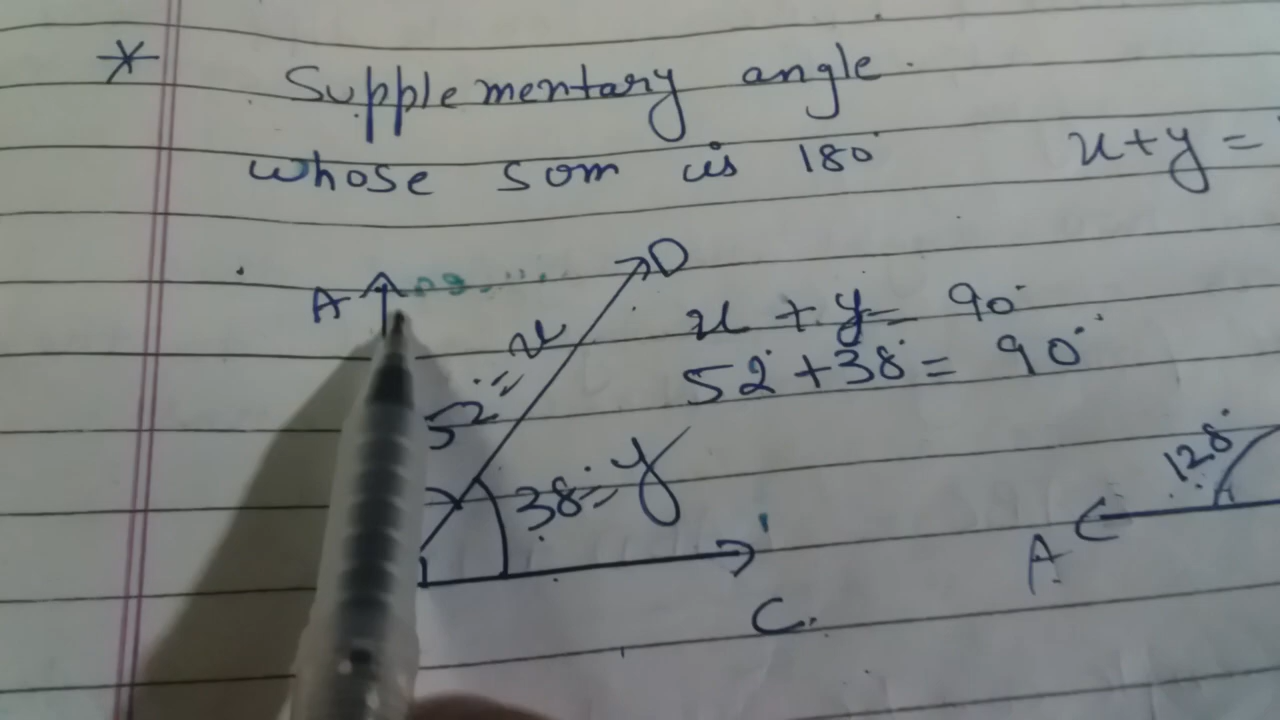 * Supplementary angle.
whose som is 180°
x+y=
A
D
52°=x
x + y = 90°
52°+38°= 90°
38°=y
C.
128°
A